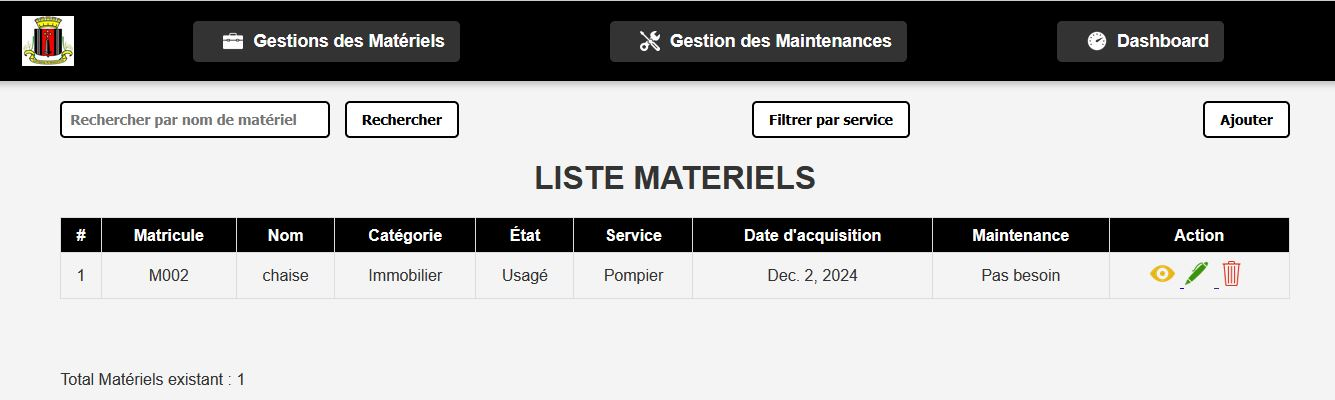 Gestions des Matériels Gestion des Maintenances Dashboard
Rechercher par nom de matériel Rechercher Filtrer par service Ajouter
LISTE MATERIELS
# Matricule Nom Catégorie État Service Date d'acquisition Maintenance Action
1 M002 chaise Immobilier Usagé Pompier Dec. 2, 2024 Pas besoin
Total Matériels existant : 1